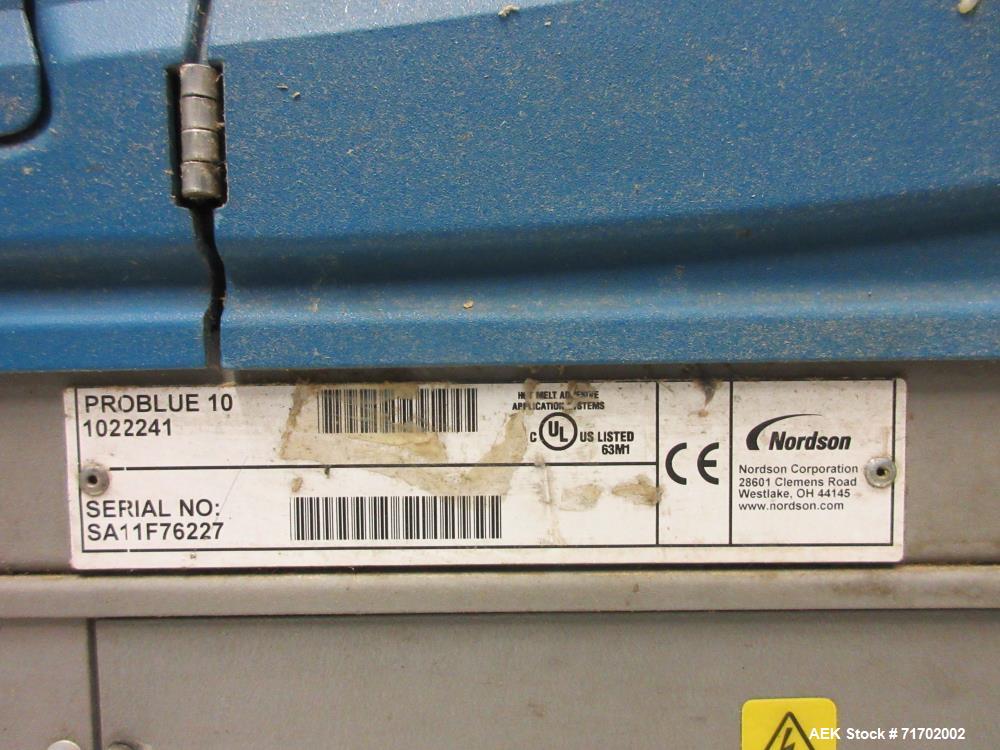 PROBLUE 10
1022241
HOT MELT ADHESIVE
APPLICATION SYSTEMS
C UL US LISTED
63M1
SERIAL NO:
SA11F76227
CE
Nordson
Nordson Corporation
28601 Clemens Road
Westlake, OH 44145
www.nordson.com
AEK Stock # 71702002